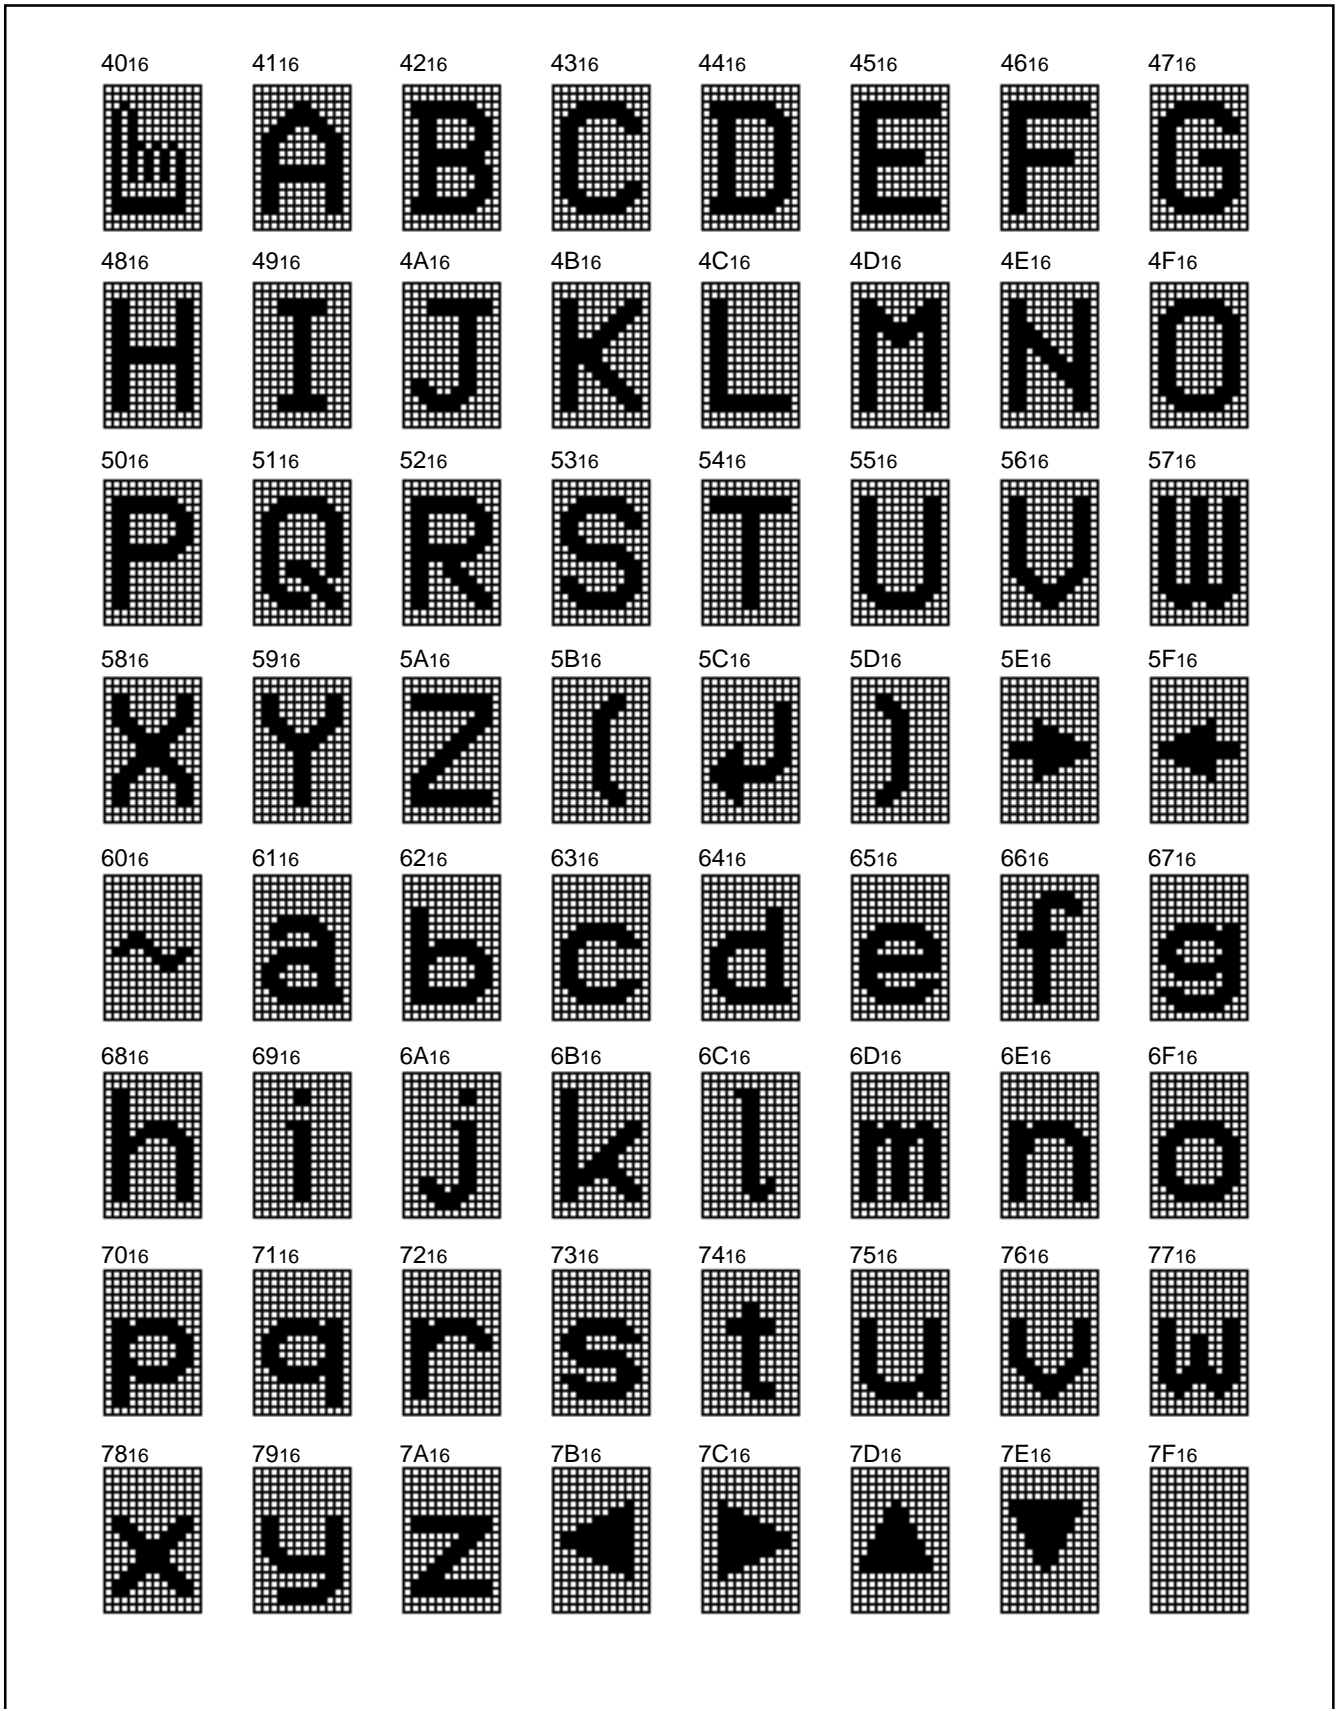 4016 4116 4216 4316 4416 4516 4616 4716
A B C D E F G
4816 4916 4A16 4B16 4C16 4D16 4E16 4F16
H I J K L M N O
5016 5116 5216 5316 5416 5516 5616 5716
P Q R S T U V W
5816 5916 5A16 5B16 5C16 5D16 5E16 5F16
X Y Z ( ↲ ) → ←
6016 6116 6216 6316 6416 6516 6616 6716
~ a b c d e f g
6816 6916 6A16 6B16 6C16 6D16 6E16 6F16
h i j k l m n o
7016 7116 7216 7316 7416 7516 7616 7716
p q r s t u v w
7816 7916 7A16 7B16 7C16 7D16 7E16 7F16
x y z ◀ ▶ ▲ ▼